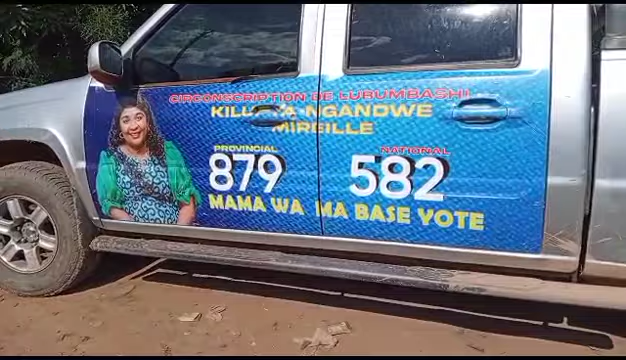 CIRCONSCRIPTION DE LUBUMBASHI
NGANDWE
MIREILLE
PROVINCIAL
NATIONAL
879
582
MAMA WA MA BASE VOTE